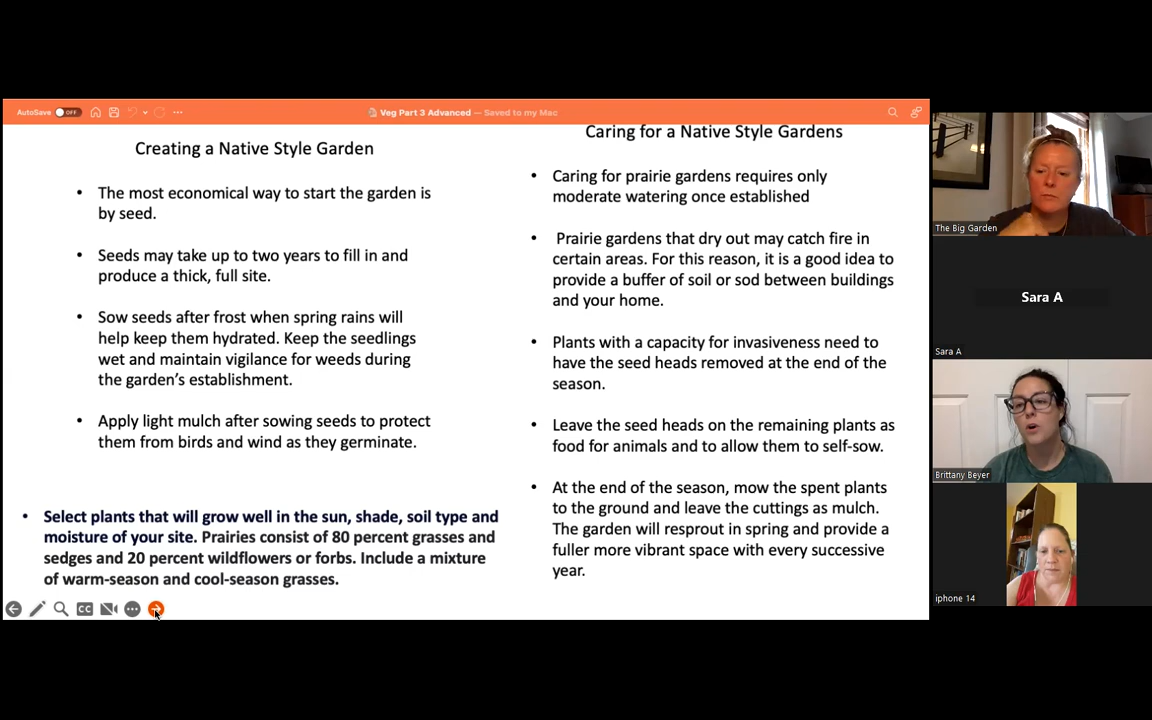 AutoSave OFF
Veg Part 3 Advanced — Saved to my Mac
Creating a Native Style Garden
• The most economical way to start the garden is
by seed.
• Seeds may take up to two years to fill in and
produce a thick, full site.
• Sow seeds after frost when spring rains will
help keep them hydrated. Keep the seedlings
wet and maintain vigilance for weeds during
the garden’s establishment.
• Apply light mulch after sowing seeds to protect
them from birds and wind as they germinate.
• Select plants that will grow well in the sun, shade, soil type and
moisture of your site. Prairies consist of 80 percent grasses and
sedges and 20 percent wildflowers or forbs. Include a mixture
of warm-season and cool-season grasses.
CC
Caring for a Native Style Gardens
• Caring for prairie gardens requires only
moderate watering once established
• Prairie gardens that dry out may catch fire in
certain areas. For this reason, it is a good idea to
provide a buffer of soil or sod between buildings
and your home.
• Plants with a capacity for invasiveness need to
have the seed heads removed at the end of the
season.
• Leave the seed heads on the remaining plants as
food for animals and to allow them to self-sow.
• At the end of the season, mow the spent plants
to the ground and leave the cuttings as mulch.
The garden will resprout in spring and provide a
fuller more vibrant space with every successive
year.
The Big Garden
Sara A
Sara A
Brittany Beyer
iphone 14